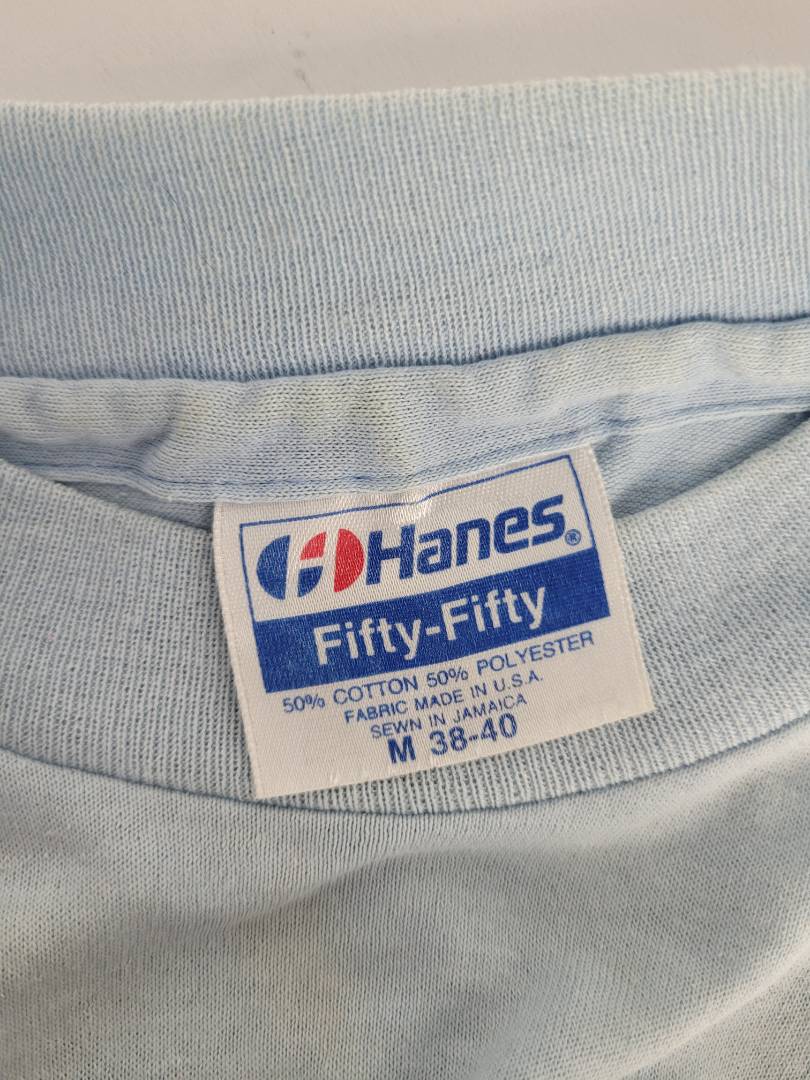 Hanes®
Fifty-Fifty
50% COTTON 50% POLYESTER
FABRIC MADE IN U.S.A.
SEWN IN JAMAICA
M 38-40